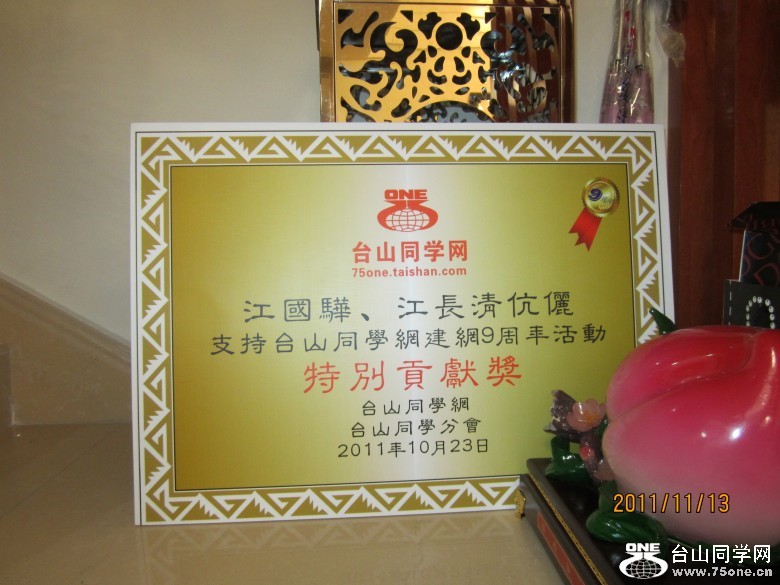 ONE
9
台山同学网
75one.taishan.com
江國驊、江長清伉儷
支持台山同學網建網9周年活動
特別貢獻獎
台山同學網
台山同學分會
2011年10月23日
2011/11/13
ONE 台山同学网
www.75one.cn